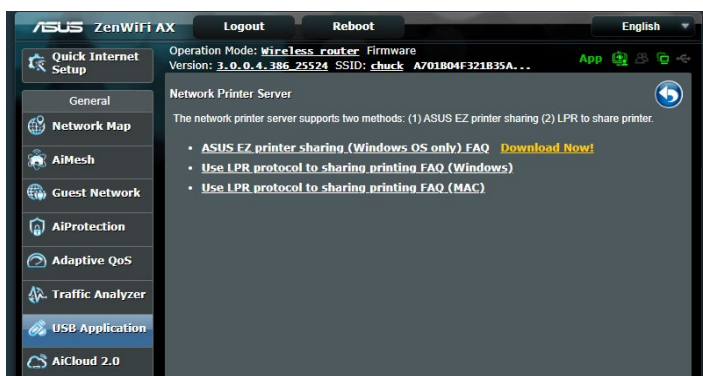 ASUS ZenWiFi AX Logout Reboot English
Quick Internet Setup
Operation Mode: Wireless router Firmware
Version: 3.0.0.4.386_25524 SSID: chuck A701B04F321B35A... App
General
Network Map
AiMesh
Guest Network
AiProtection
Adaptive QoS
Traffic Analyzer
USB Application
AiCloud 2.0
Network Printer Server
The network printer server supports two methods: (1) ASUS EZ printer sharing (2) LPR to share printer.
ASUS EZ printer sharing (Windows OS only) FAQ Download Now!
Use LPR protocol to sharing printing FAQ (Windows)
Use LPR protocol to sharing printing FAQ (MAC)